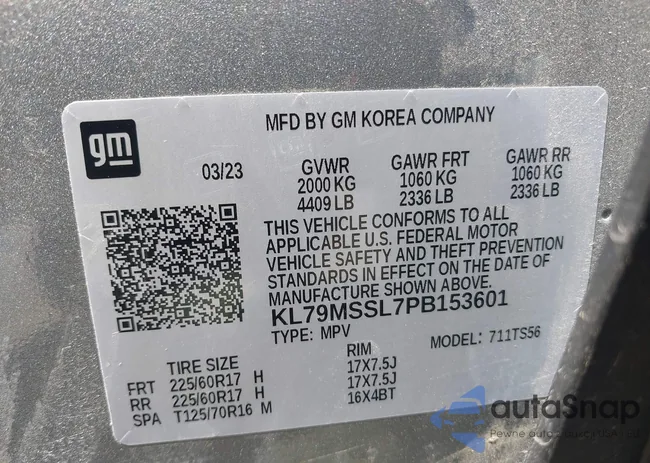 gm
MFD BY GM KOREA COMPANY
03/23
GVWR GAWR FRT GAWR RR
2000 KG 1060 KG 1060 KG
4409 LB 2336 LB 2336 LB
THIS VEHICLE CONFORMS TO ALL
APPLICABLE U.S. FEDERAL MOTOR
VEHICLE SAFETY AND THEFT PREVENTION
STANDARDS IN EFFECT ON THE DATE OF
MANUFACTURE SHOWN ABOVE.
KL79MSSL7PB153601
TYPE: MPV MODEL: 711TS56
TIRE SIZE RIM
FRT 225/60R17 H 17X7.5J
RR 225/60R17 H 17X7.5J
SPA T125/70R16 M 16X4BT
autoSnap